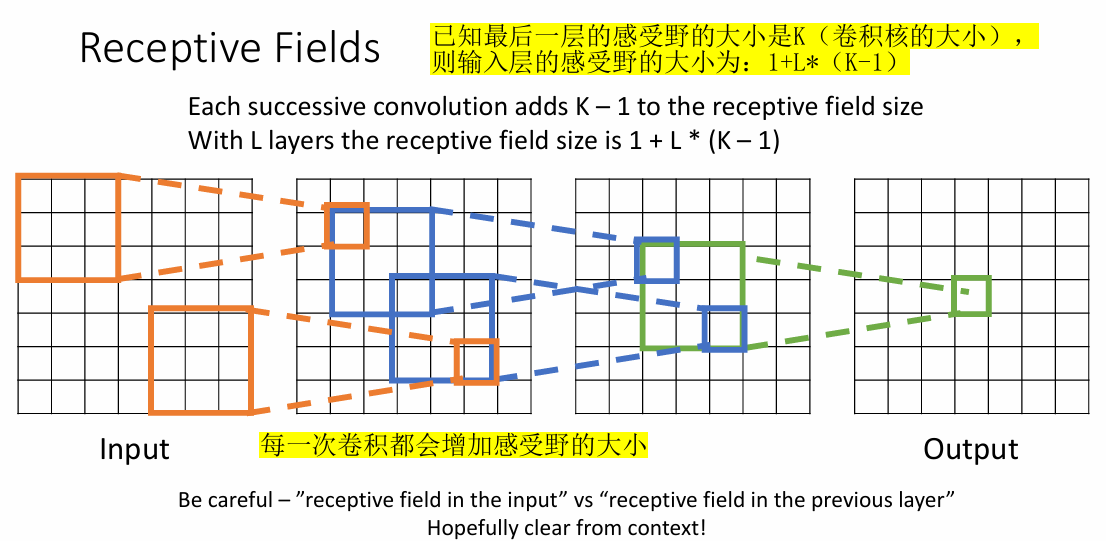 Receptive Fields
已知最后一层的感受野的大小是K（卷积核的大小），
则输入层的感受野的大小为：1+L*（K-1）
Each successive convolution adds K – 1 to the receptive field size
With L layers the receptive field size is 1 + L * (K – 1)
Input
每一次卷积都会增加感受野的大小
Output
Be careful – ”receptive field in the input” vs “receptive field in the previous layer”
Hopefully clear from context!